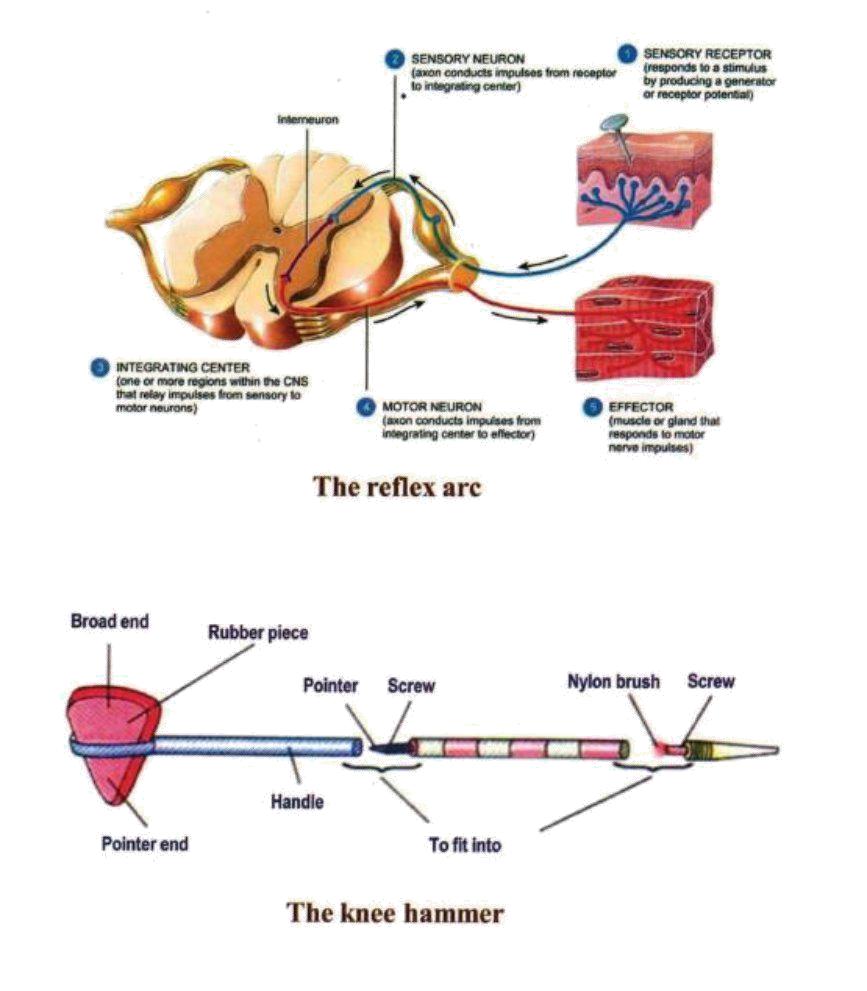 1 SENSORY RECEPTOR
(responds to a stimulus
by producing a generator
or receptor potential)
2 SENSORY NEURON
(axon conducts impulses from receptor
to integrating center)
Interneuron
3 INTEGRATING CENTER
(one or more regions within the CNS
that relay impulses from sensory to
motor neurons)
4 MOTOR NEURON
(axon conducts impulses from
integrating center to effector)
5 EFFECTOR
(muscle or gland that
responds to motor
nerve impulses)
The reflex arc
Broad end
Rubber piece
Pointer
Screw
Nylon brush
Screw
Handle
Pointer end
To fit into
The knee hammer